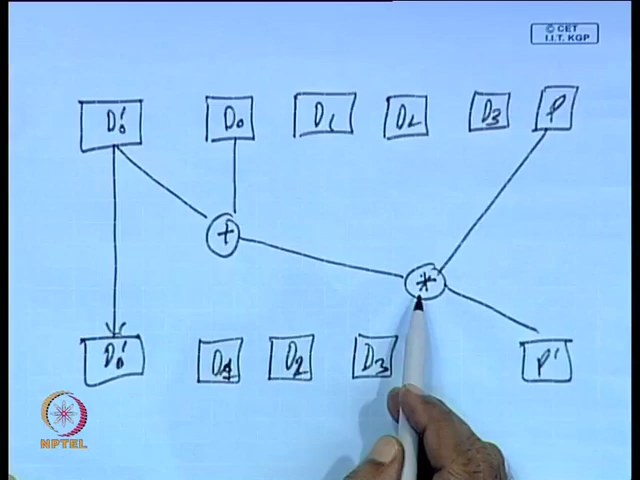 © CET
I.I.T. KGP
D₀' D₀ D₁ D₂ D₃ P
+
*
D₀' D₁ D₂ D₃ P'
NPTEL